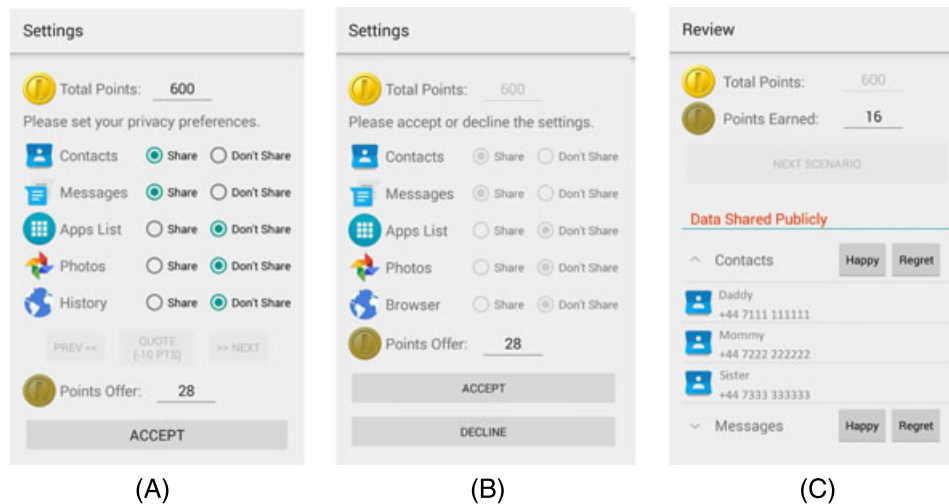 Settings
Total Points: 600
Please set your privacy preferences.
Contacts Share Don't Share
Messages Share Don't Share
Apps List Share Don't Share
Photos Share Don't Share
History Share Don't Share
PREV << QUOTE (-10 PTS) >> NEXT
Points Offer: 28
ACCEPT
(A)
Settings
Total Points: 600
Please accept or decline the settings.
Contacts Share Don't Share
Messages Share Don't Share
Apps List Share Don't Share
Photos Share Don't Share
Browser Share Don't Share
Points Offer: 28
ACCEPT
DECLINE
(B)
Review
Total Points: 600
Points Earned: 16
NEXT SCENARIO
Data Shared Publicly
Contacts Happy Regret
Daddy
+44 7111 111111
Mommy
+44 7222 222222
Sister
+44 7333 333333
Messages Happy Regret
(C)